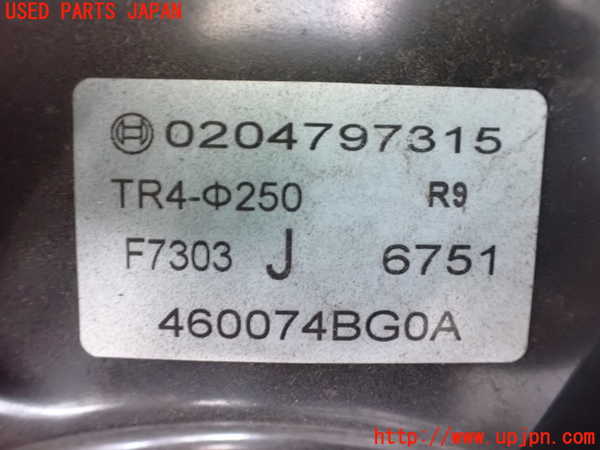 USED PARTS JAPAN
0204797315
TR4-Φ250 R9
F7303 J 6751
460074BG0A
http://www.upjpn.com/